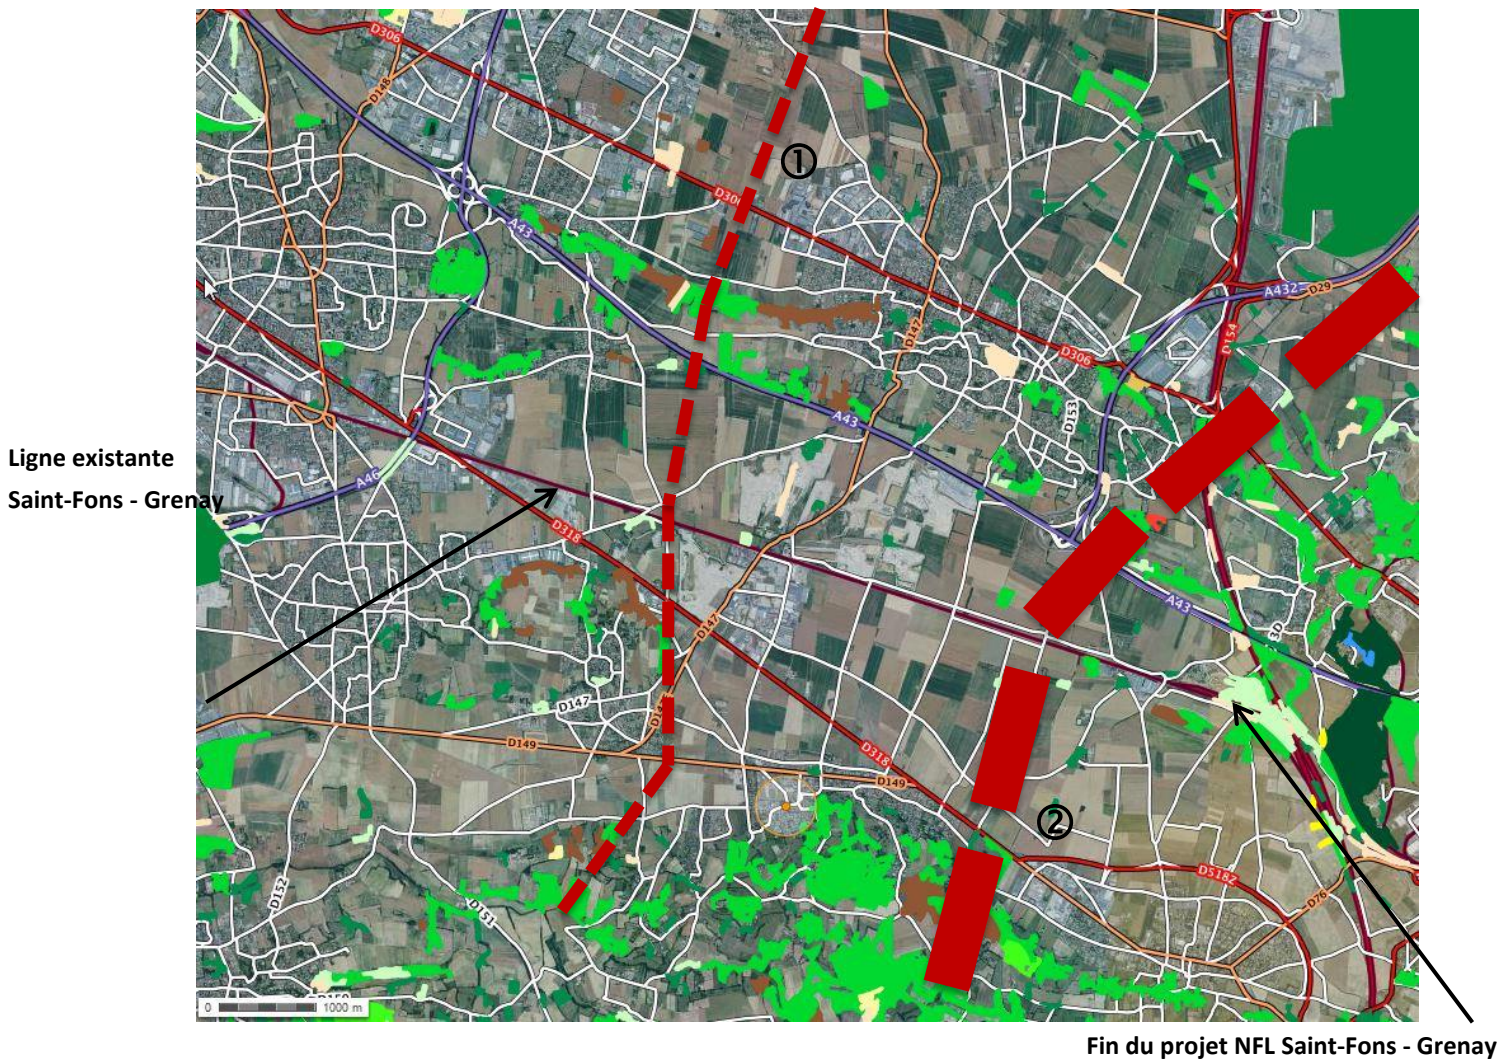 D306
D148
①
D306
A43
A432
D29
D147
D154
D306
D153
A43
Ligne existante
Saint-Fons - Grenay
A46
D318
A43
D147
3D
D147
D149
D318
D149
②
D5182
D76
D152
D151
0 1000 m
Fin du projet NFL Saint-Fons - Grenay